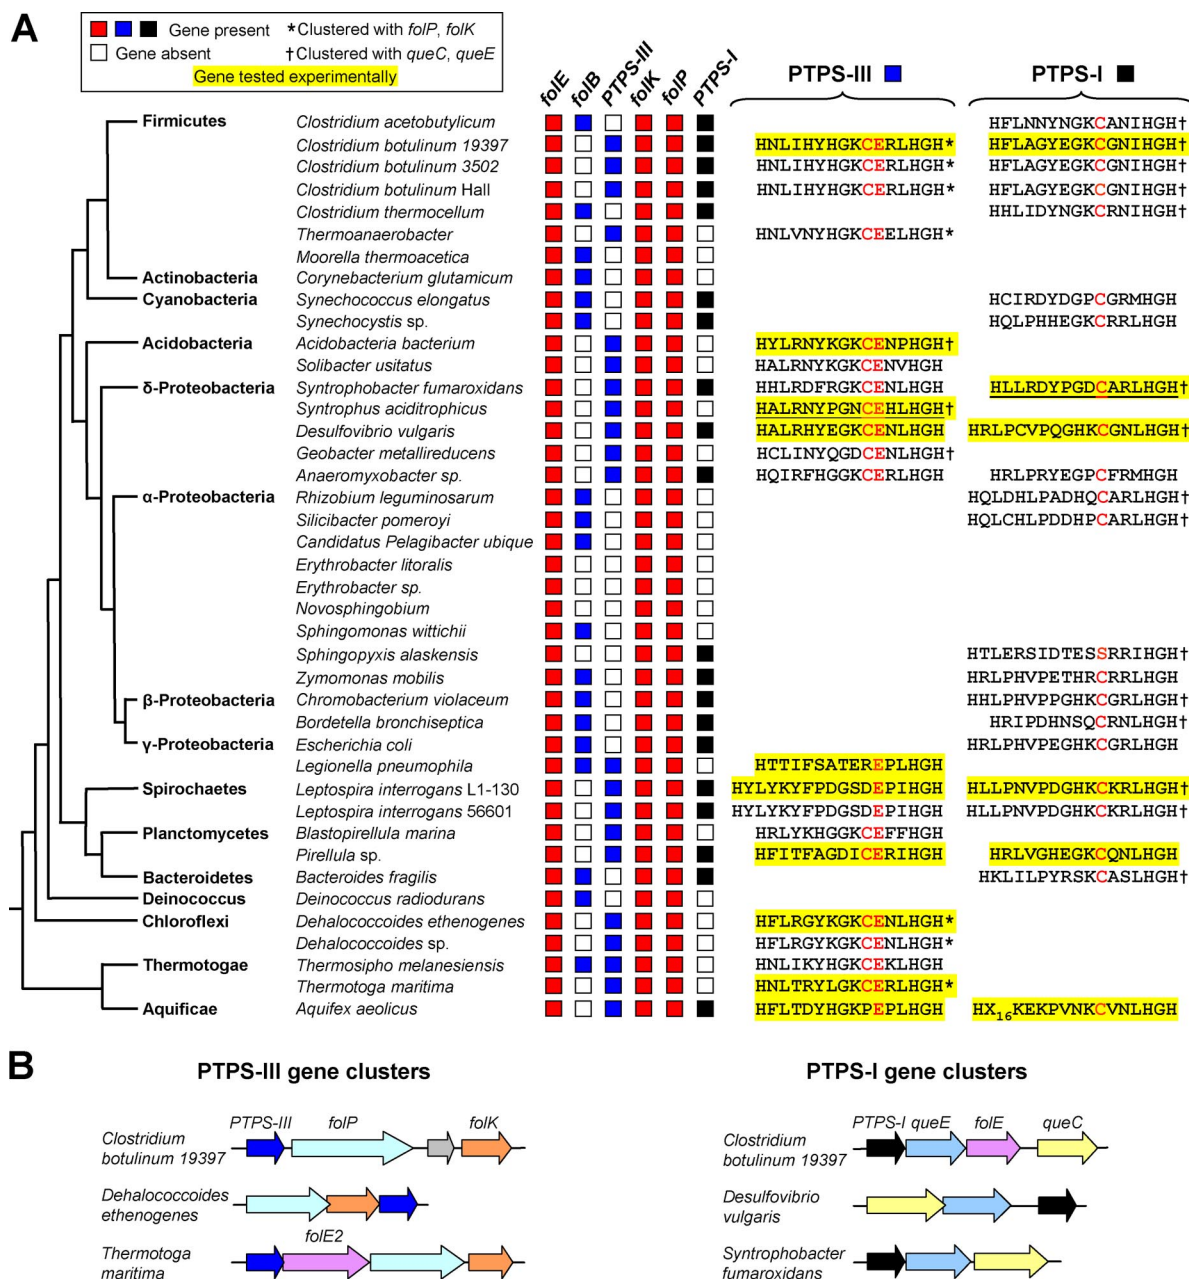 A
Gene present
*Clustered with folP, folK
Gene absent
†Clustered with queC, queE
Gene tested experimentally
folE folB PTPS-III folK folP PTPS-I
PTPS-III
PTPS-I
Firmicutes Clostridium acetobutylicum HFLNNYNGKCANIHGH†
Clostridium botulinum 19397 HNLIHYHGKCERLHGH* HFLAGYEGKCGNIHGH†
Clostridium botulinum 3502 HNLIHYHGKCERLHGH* HFLAGYEGKCGNIHGH†
Clostridium botulinum Hall HNLIHYHGKCERLHGH* HFLAGYEGKCGNIHGH†
Clostridium thermocellum HHLIDYNGKCRNIHGH†
Thermoanaerobacter HNLVNYHGKCEELHGH*
Moorella thermoacetica
Actinobacteria Corynebacterium glutamicum
Cyanobacteria Synechococcus elongatus HCIRDYDGPCGRMHGH
Synechocystis sp. HQLPHHEGKCRRLHGH
Acidobacteria Acidobacteria bacterium HYLRNYKGKCENPHGH†
Solibacter usitatus HALRNYKGKCENVHGH
δ-Proteobacteria Syntrophobacter fumaroxidans HHLRDFRGKCENLHGH HLLRDYPGDCARLHGH†
Syntrophus aciditrophicus HALRNYPGNCEHLHGH†
Desulfovibrio vulgaris HALRHYEGKCENLHGH HRLPCVPQGHKCGNLHGH†
Geobacter metallireducens HCLINYQGDCENLHGH†
Anaeromyxobacter sp. HQIRFHGGKCERLHGH HRLPRYEGPCFRMHGH
α-Proteobacteria Rhizobium leguminosarum HQLDHLPADHQCARLHGH†
Silicibacter pomeroyi HQLCHLPDDHPCARLHGH†
Candidatus Pelagibacter ubique
Erythrobacter litoralis
Erythrobacter sp.
Novosphingobium
Sphingomonas wittichii
Sphingopyxis alaskensis HTLERSIDTESSRRIHGH†
Zymomonas mobilis HRLPHVPETHRCRRLHGH
β-Proteobacteria Chromobacterium violaceum HHLPHVPPGHKCGRLHGH†
Bordetella bronchiseptica HRIPDHNSQCRNLHGH†
γ-Proteobacteria Escherichia coli HRLPHVPEGHKCGRLHGH
Legionella pneumophila HTTIFSATEREPLHGH
Spirochaetes Leptospira interrogans L1-130 HYLYKYFPDGSDEPIHGH HLLPNVPDGHKCKRLHGH†
Leptospira interrogans 56601 HYLYKYFPDGSDEPIHGH HLLPNVPDGHKCKRLHGH†
Planctomycetes Blastopirellula marina HRLYKHGGKCEFFHGH
Pirellula sp. HFITFAGDICERIHGH HRLVGHEGKCQNLHGH
Bacteroidetes Bacteroides fragilis HKLILPYRSKCASLHGH†
Deinococcus Deinococcus radiodurans
Chloroflexi Dehalococcoides ethenogenes HFLRGYKGKCENLHGH*
Dehalococcoides sp. HFLRGYKGKCENLHGH*
Thermotogae Thermosipho melanesiensis HNLIKYHGKCEKLHGH
Thermotoga maritima HNLTRYLGKCERLHGH*
Aquificae Aquifex aeolicus HFLTDYHGKPEPLHGH HX16KEKPVNKCVNLHGH
B
PTPS-III gene clusters
PTPS-III folP folK
Clostridium
botulinum 19397
Dehalococcoides
ethenogenes
folE2
Thermotoga
maritima
PTPS-I gene clusters
PTPS-I queE folE queC
Clostridium
botulinum 19397
Desulfovibrio
vulgaris
Syntrophobacter
fumaroxidans